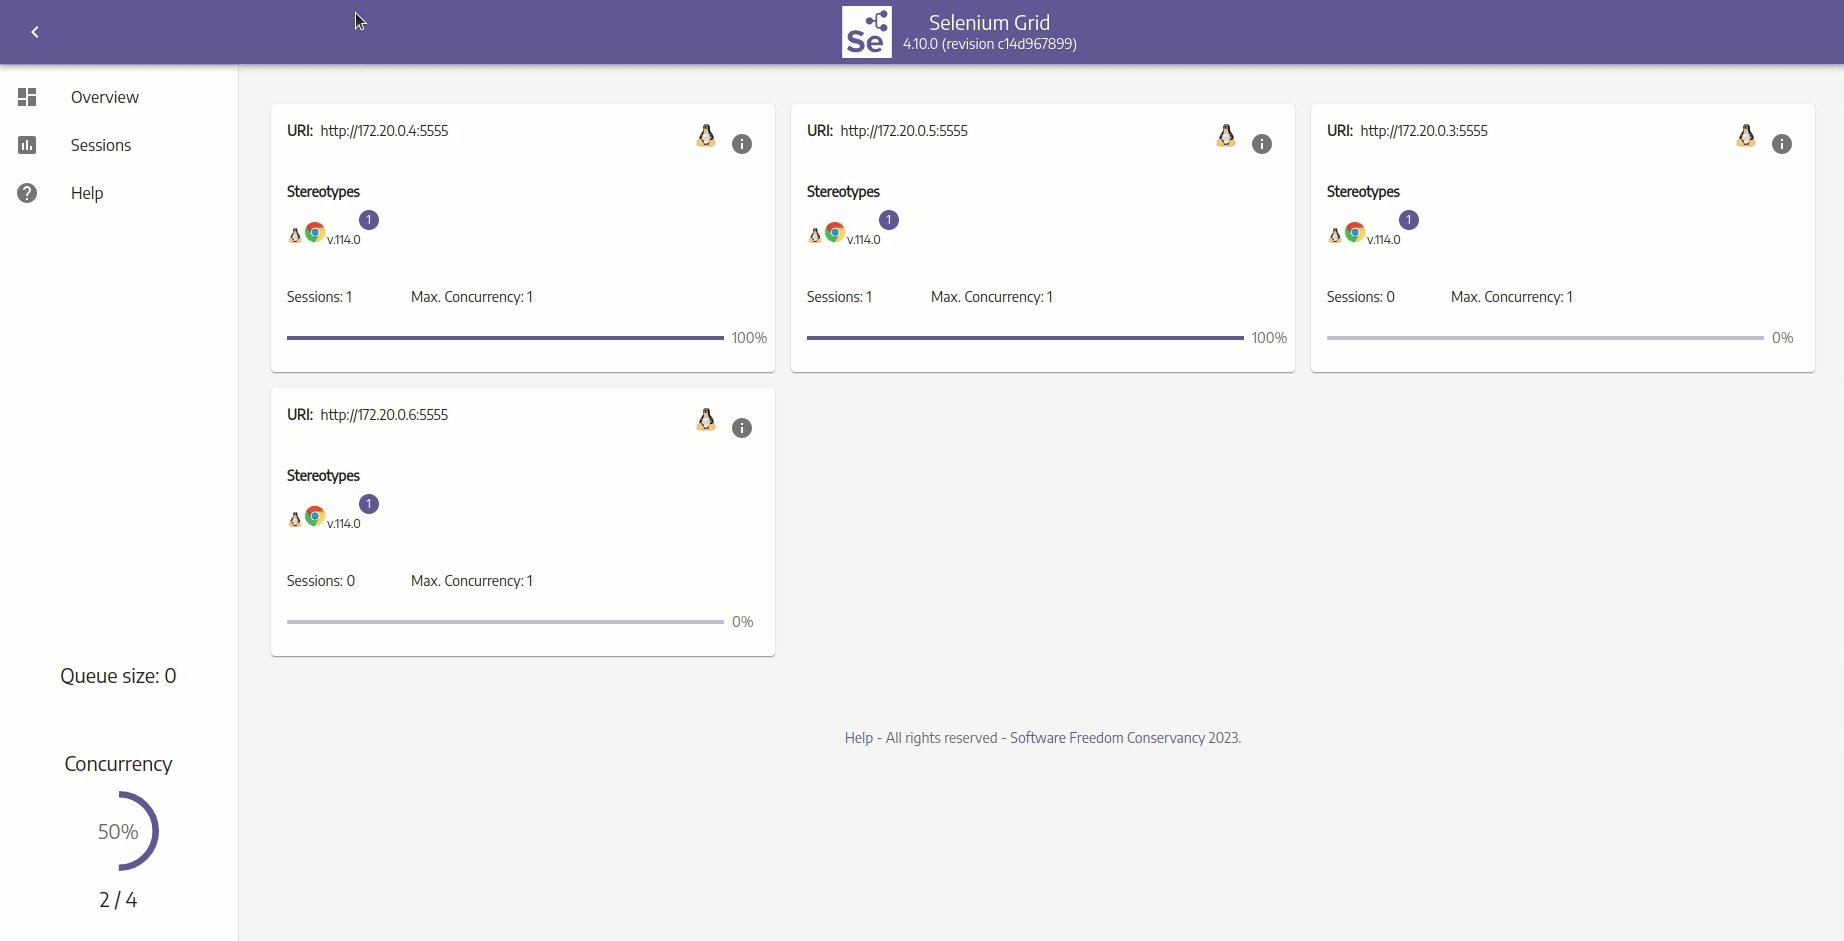 Se
Selenium Grid
4.10.0 (revision c14d967899)
Overview
Sessions
Help
URI: http://172.20.0.4:5555
Stereotypes
v.114.0
1
Sessions: 1 Max. Concurrency: 1
100%
URI: http://172.20.0.5:5555
Stereotypes
v.114.0
1
Sessions: 1 Max. Concurrency: 1
100%
URI: http://172.20.0.3:5555
Stereotypes
v.114.0
1
Sessions: 0 Max. Concurrency: 1
0%
URI: http://172.20.0.6:5555
Stereotypes
v.114.0
1
Sessions: 0 Max. Concurrency: 1
0%
Queue size: 0
Concurrency
50%
2 / 4
Help - All rights reserved - Software Freedom Conservancy 2023.